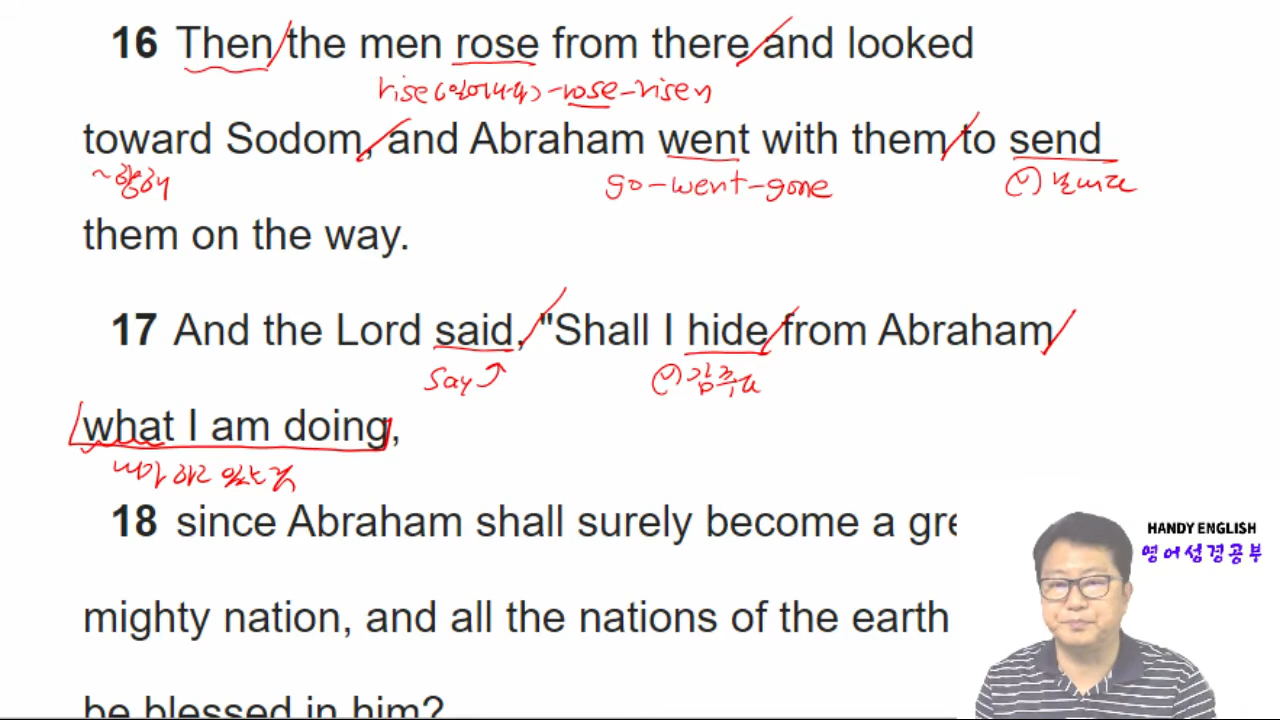 16 Then the men rose from there and looked
rise(일어나다)-rose-risen
toward Sodom, and Abraham went with them to send
~향해 go-went-gone 보내다
them on the way.
17 And the Lord said, "Shall I hide from Abraham
say 감추다
what I am doing,
내가 하고 있는 것
18 since Abraham shall surely become a gre
HANDY ENGLISH
영어성경공부
mighty nation, and all the nations of the earth
be blessed in him?